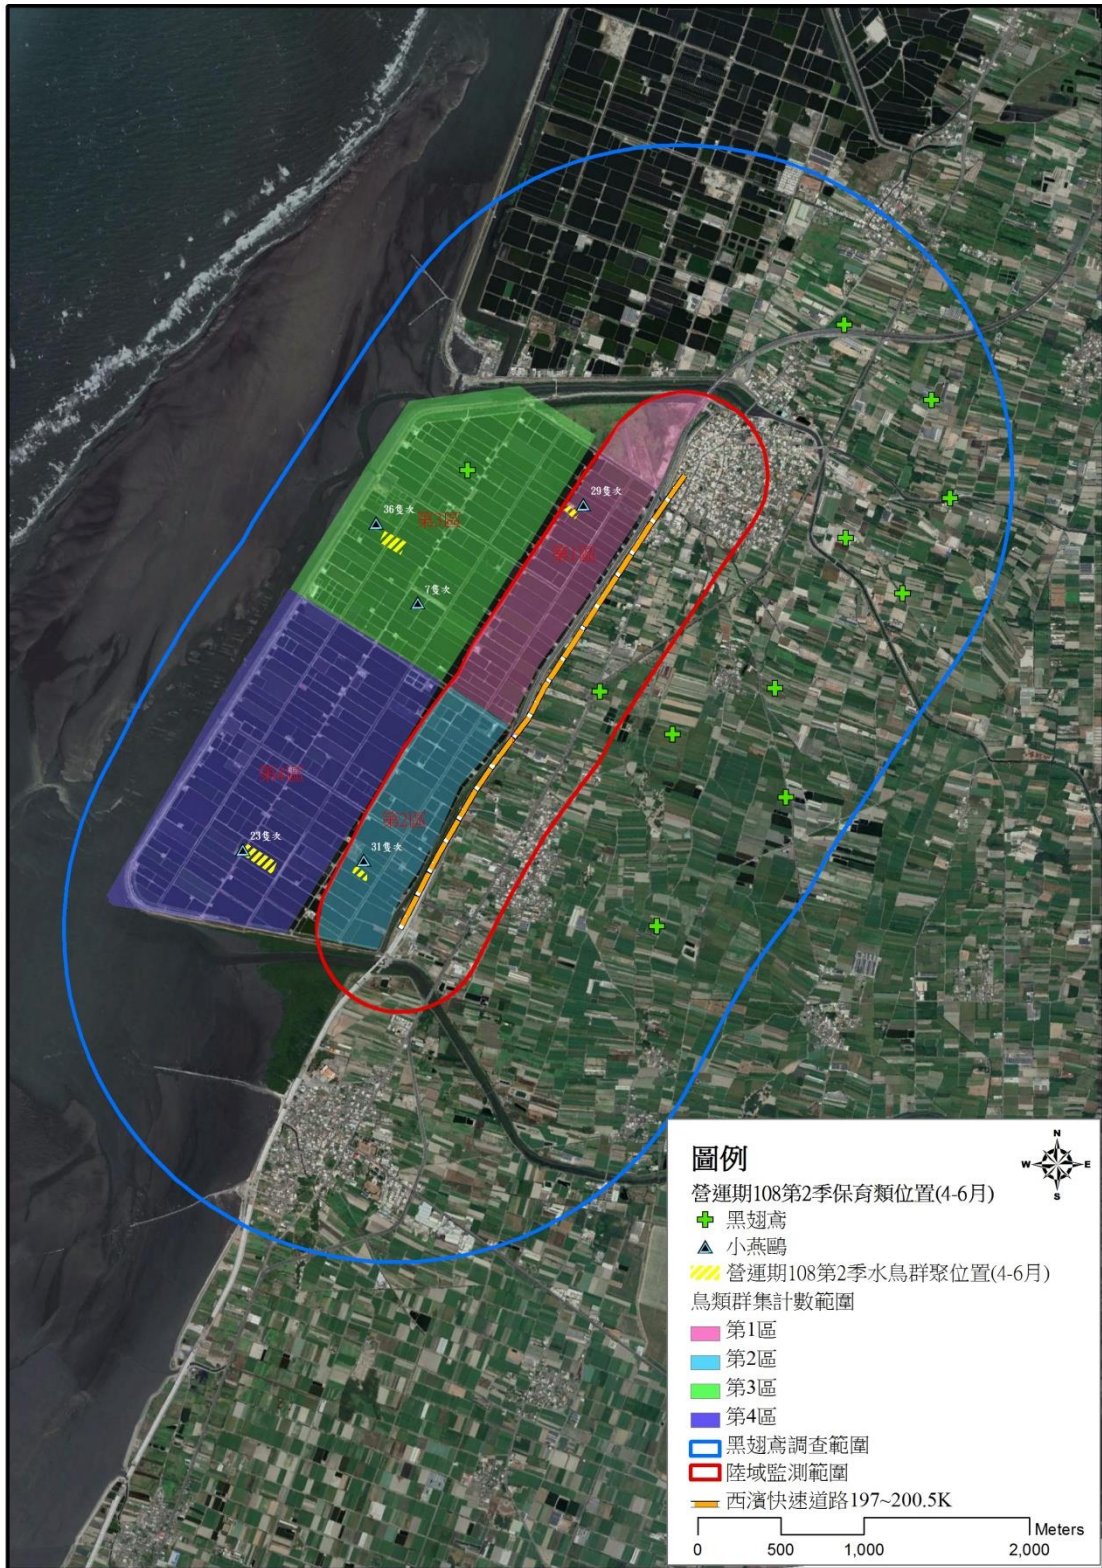 36隻次
第3區
29隻次
第1區
7隻次
第4區
23隻次
第2區
31隻次
圖例
N
W
E
S
營運期108第2季保育類位置(4-6月)
黑翅鳶
小燕鷗
營運期108第2季水鳥群聚位置(4-6月)
鳥類群集計數範圍
第1區
第2區
第3區
第4區
黑翅鳶調查範圍
陸域監測範圍
西濱快速道路197~200.5K
Meters
0 500 1,000 2,000